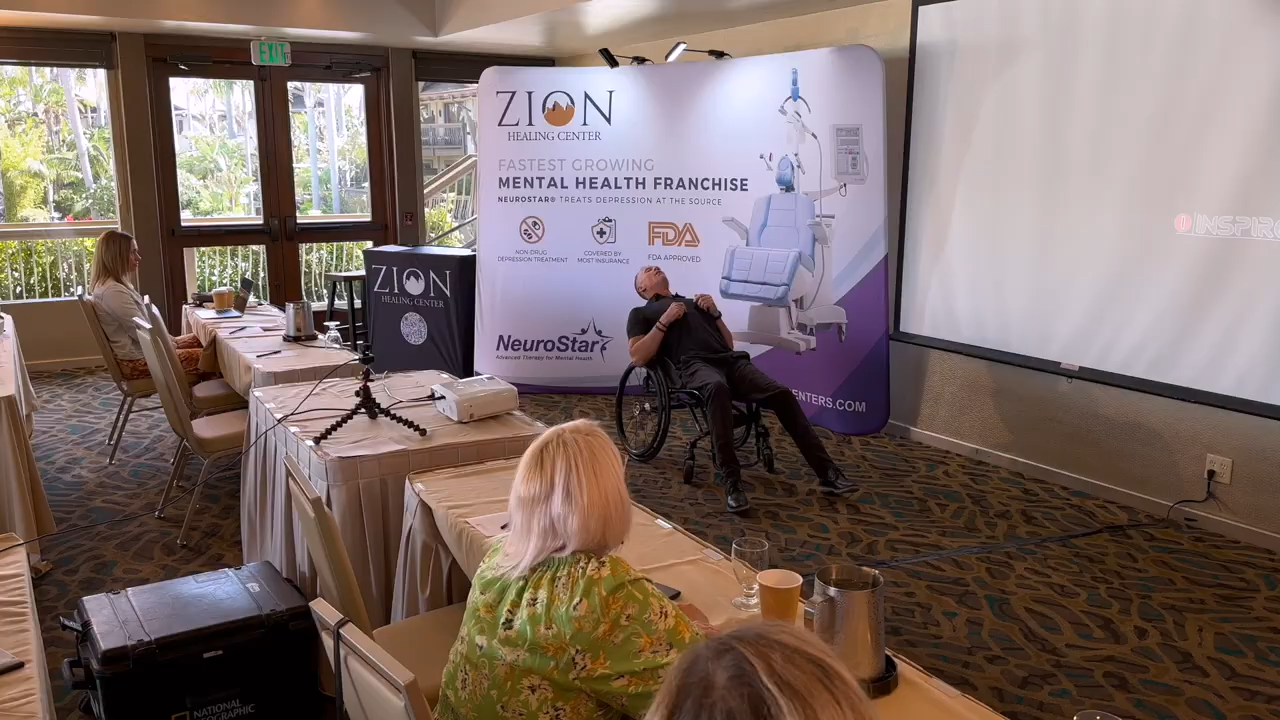 EXIT
ZION
HEALING CENTER
FASTEST GROWING
MENTAL HEALTH FRANCHISE
NEUROSTAR® TREATS DEPRESSION AT THE SOURCE
NON DRUG
DEPRESSION TREATMENT
COVERED BY
MOST INSURANCE
FDA
FDA APPROVED
NeuroStar
Advanced Therapy for Mental Health
ENTERS.COM
ZION
HEALING CENTER
INSPIR
NATIONAL
GEOGRAPHIC